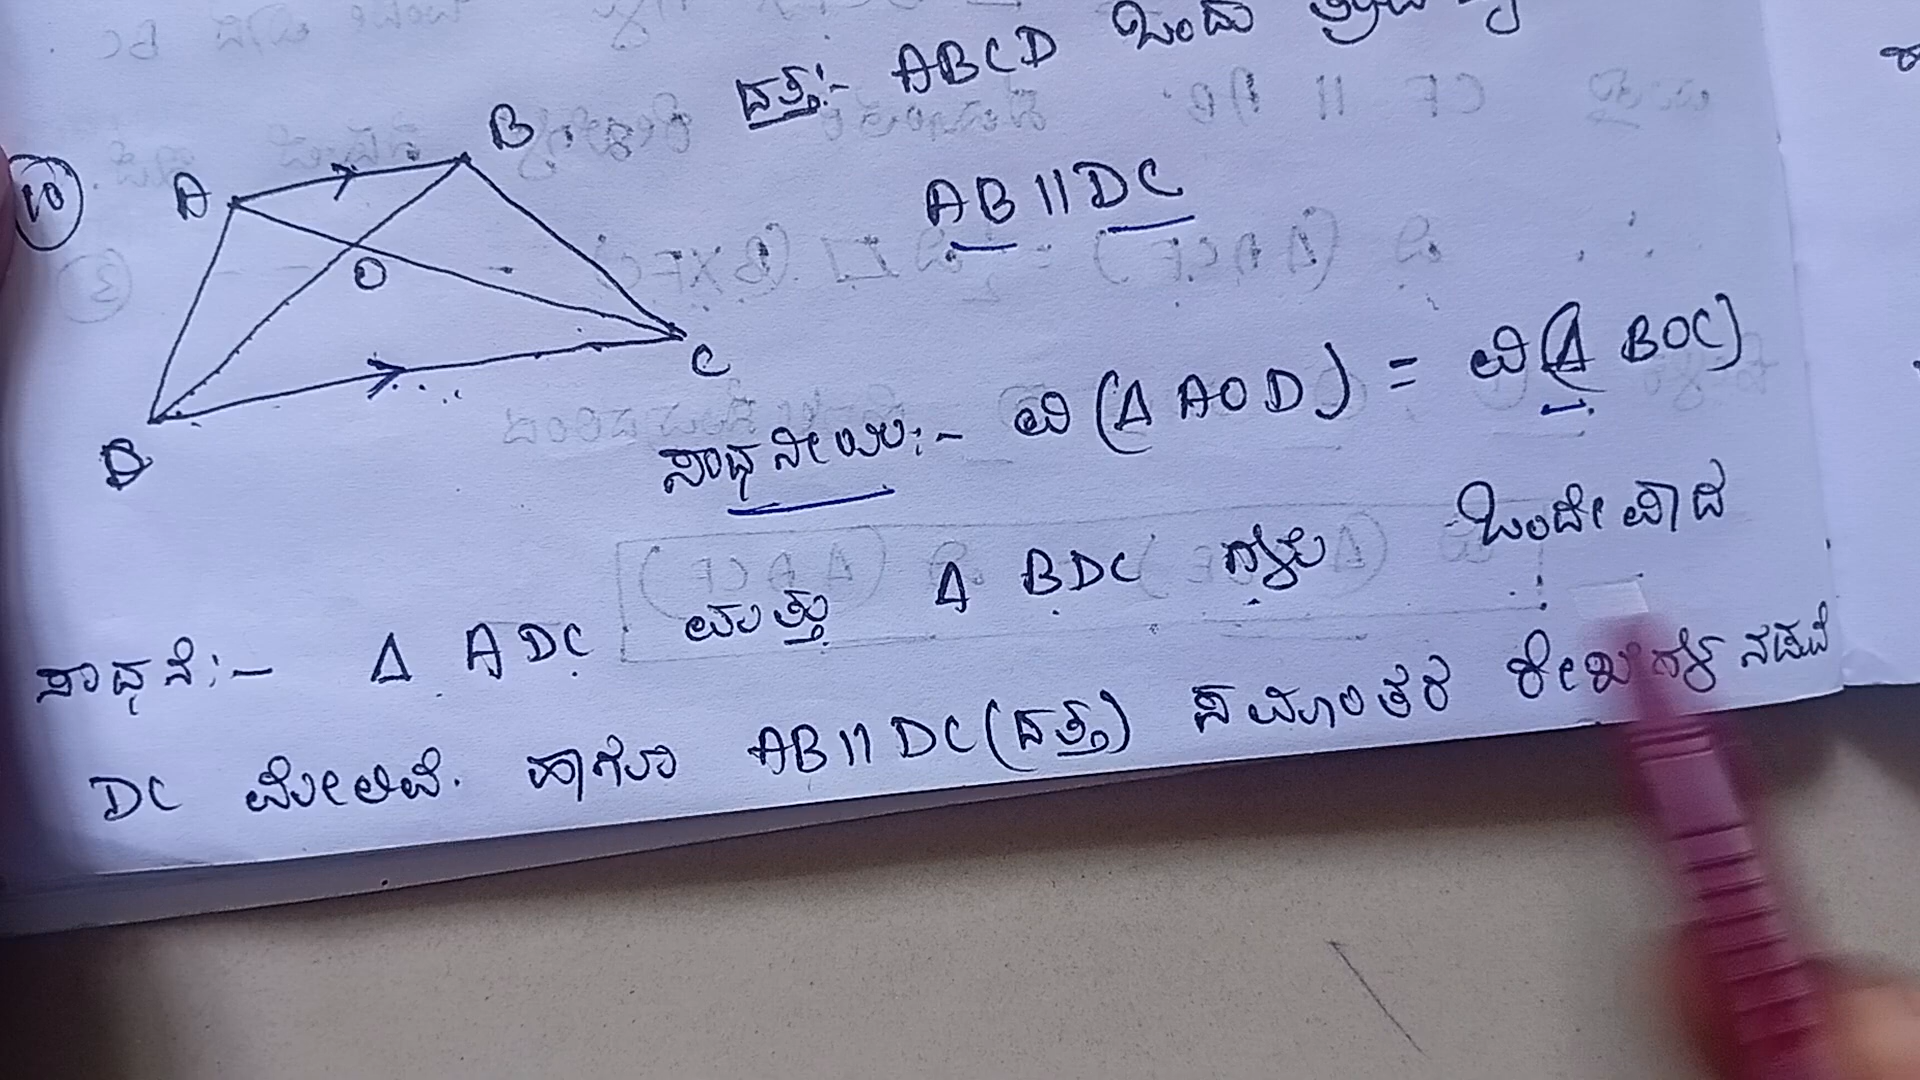 10
A B O C D
ದತ್ತ:- ABCD ಒಂದು
AB || DC
ಸಾಧನೀಯ:- ವಿ (Δ AOD) = ವಿ (Δ BOC)
ಸಾಧನೆ:- Δ ADC ಮತ್ತು Δ BDC ಗಳು ಒಂದೇ ಪಾದ
DC ಮೇಲಿವೆ. ಹಾಗೂ AB || DC (ದತ್ತ) ಸಮಾಂತರ ರೇಖೆಗಳ ನಡುವೆ